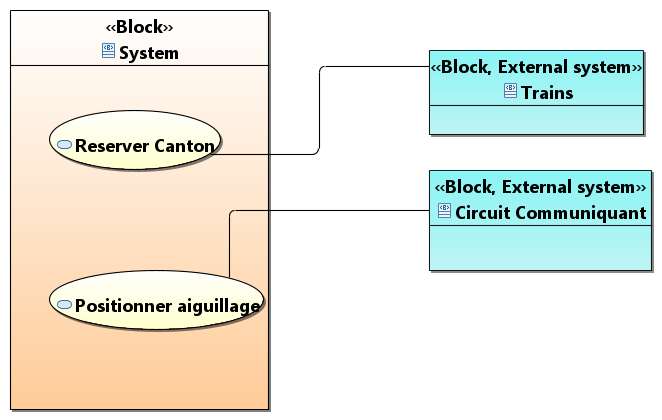 «Block»
System
Reserver Canton
Positionner aiguillage
«Block, External system»
Trains
«Block, External system»
Circuit Communiquant